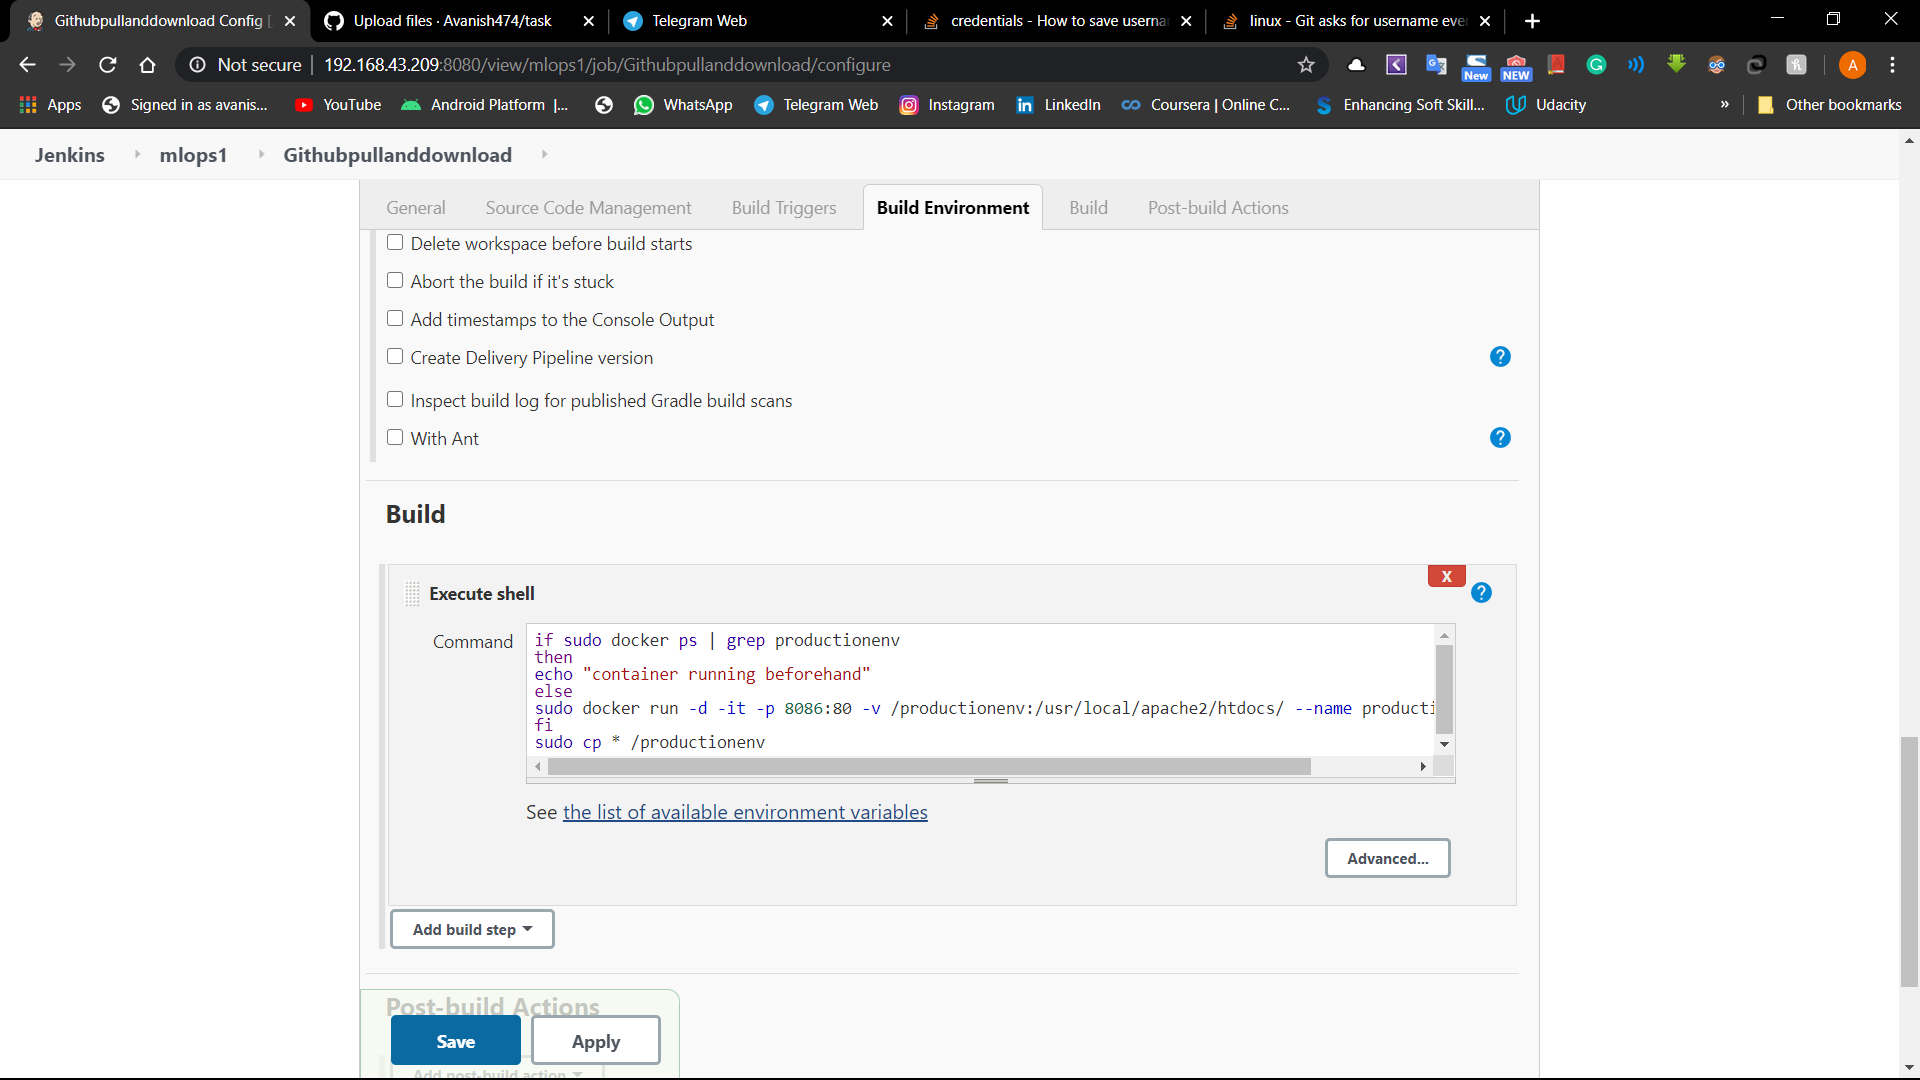 Githubpullanddownload Config [
Upload files · Avanish474/task
Telegram Web
credentials - How to save userna
linux - Git asks for username eve
Not secure
192.168.43.209:8080/view/mlops1/job/Githubpullanddownload/configure
New
NEW
A
Apps
Signed in as avanis...
YouTube
Android Platform |...
WhatsApp
Telegram Web
Instagram
LinkedIn
Coursera | Online C...
Enhancing Soft Skill...
Udacity
»
Other bookmarks
Jenkins
mlops1
Githubpullanddownload
General
Source Code Management
Build Triggers
Build Environment
Build
Post-build Actions
Delete workspace before build starts
Abort the build if it's stuck
Add timestamps to the Console Output
Create Delivery Pipeline version
?
Inspect build log for published Gradle build scans
With Ant
?
Build
X
Execute shell
?
Command
if sudo docker ps | grep productionenv
then
echo "container running beforehand"
else
sudo docker run -d -it -p 8086:80 -v /productionenv:/usr/local/apache2/htdocs/ --name producti
fi
sudo cp * /productionenv
See the list of available environment variables
Advanced...
Add build step
Post-build Actions
Save
Apply
Add post-build action